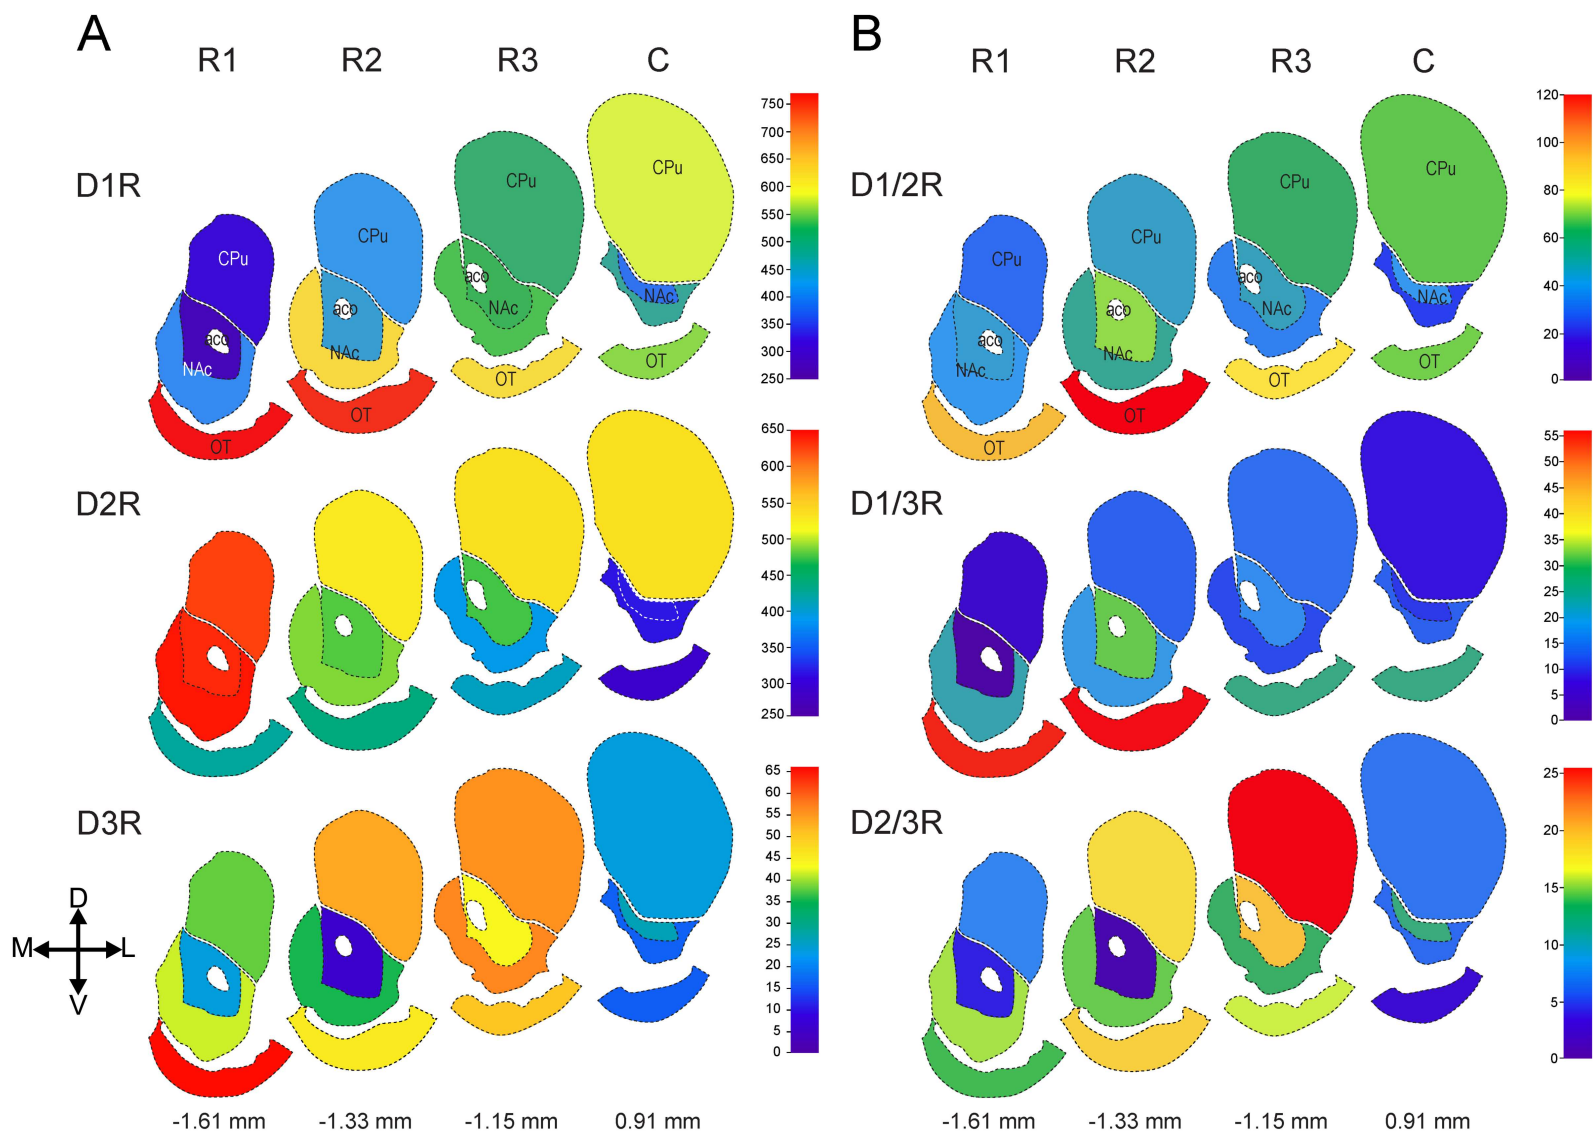 A
B
R1 R2 R3 C
R1 R2 R3 C
D1R
CPu CPu CPu CPu
aco aco aco
NAc NAc NAc NAc
OT OT OT OT
750
700
650
600
550
500
450
400
350
300
250
D1/2R
CPu CPu CPu CPu
aco aco aco
NAc NAc NAc NAc
OT OT OT OT
120
100
80
60
40
20
0
D2R
650
600
550
500
450
400
350
300
250
D1/3R
55
50
45
40
35
30
25
20
15
10
5
0
D3R
65
60
55
50
45
40
35
30
25
20
15
10
5
0
D2/3R
25
20
15
10
5
0
D
M L
V
-1.61 mm -1.33 mm -1.15 mm 0.91 mm
-1.61 mm -1.33 mm -1.15 mm 0.91 mm